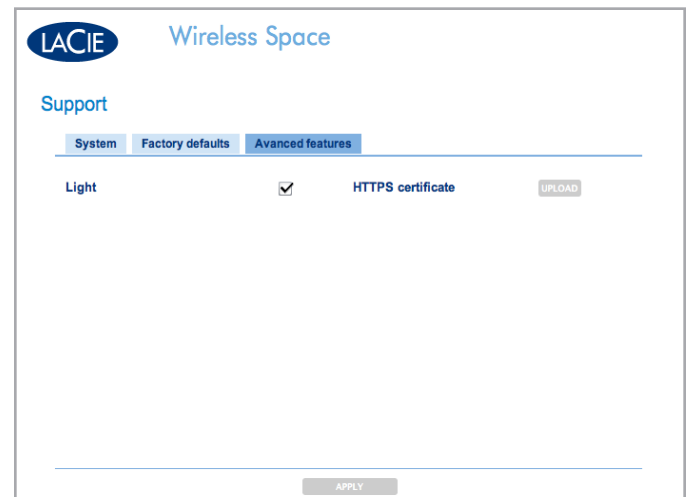 LACIE Wireless Space
Support
System Factory defaults Avanced features
Light HTTPS certificate UPLOAD
APPLY